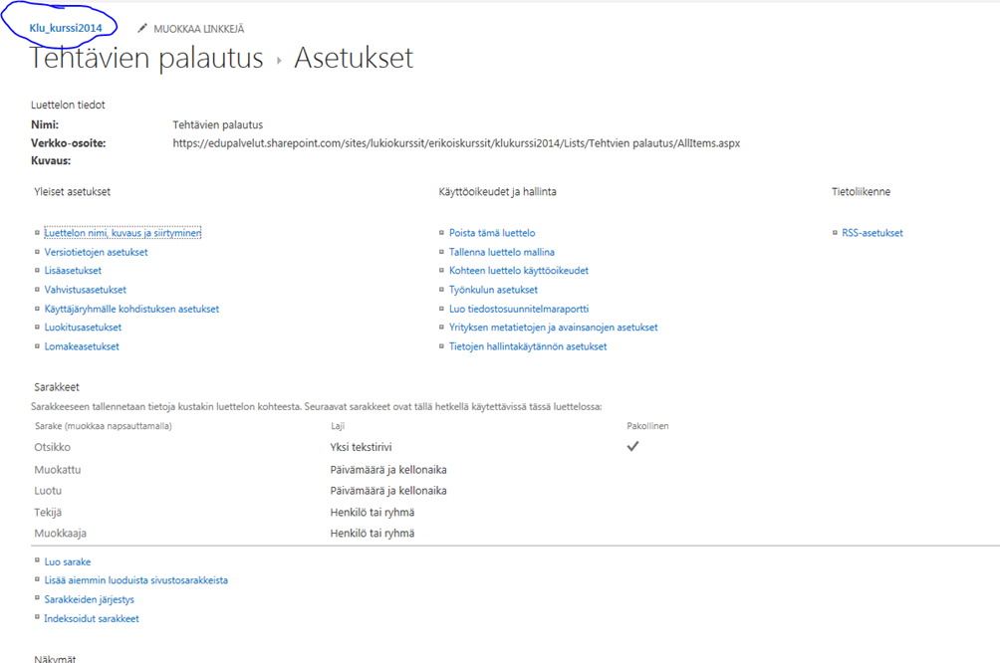 Klu_kurssi2014 MUOKKAA LINKKEJÄ
Tehtävien palautus ▸ Asetukset
Luettelon tiedot
Nimi: Tehtävien palautus
Verkko-osoite: https://edupalvelut.sharepoint.com/sites/lukiokurssit/erikoiskurssit/klukurssi2014/Lists/Tehtvien palautus/AllItems.aspx
Kuvaus:
Yleiset asetukset Käyttöoikeudet ja hallinta Tietoliikenne
Luettelon nimi, kuvaus ja siirtyminen Poista tämä luettelo RSS-asetukset
Versiotietojen asetukset Tallenna luettelo mallina
Lisäasetukset Kohteen luettelo käyttöoikeudet
Vahvistusasetukset Työnkulun asetukset
Käyttäjäryhmälle kohdistuksen asetukset Luo tiedostosuunnitelmaraportti
Luokitusasetukset Yrityksen metatietojen ja avainsanojen asetukset
Lomakeasetukset Tietojen hallintakäytännön asetukset
Sarakkeet
Sarakkeeseen tallennetaan tietoja kustakin luettelon kohteesta. Seuraavat sarakkeet ovat tällä hetkellä käytettävissä tässä luettelossa:
Sarake (muokkaa napsauttamalla) Laji Pakollinen
Otsikko Yksi tekstirivi ✓
Muokattu Päivämäärä ja kellonaika
Luotu Päivämäärä ja kellonaika
Tekijä Henkilö tai ryhmä
Muokkaaja Henkilö tai ryhmä
Luo sarake
Lisää aiemmin luoduista sivustosarakkeista
Sarakkeiden järjestys
Indeksoidut sarakkeet
Näkymät